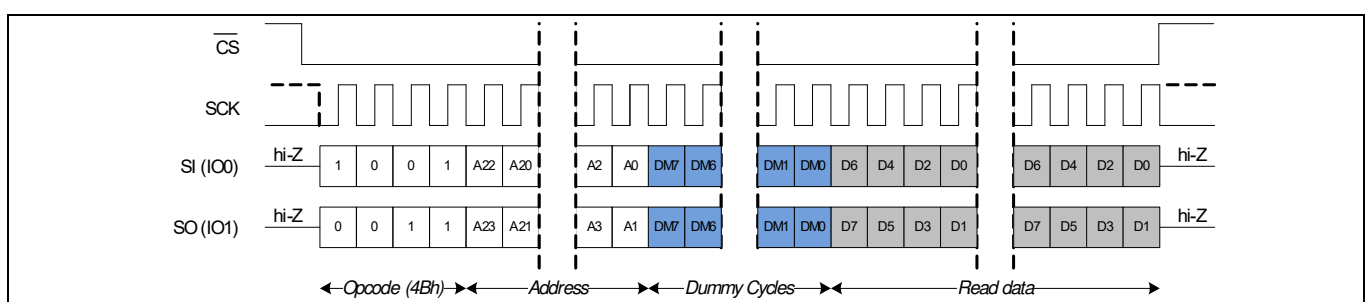 CS
SCK
SI (IO0) hi-Z 1 0 0 1 A22 A20 A2 A0 DM7 DM6 DM1 DM0 D6 D4 D2 D0 D6 D4 D2 D0 hi-Z
SO (IO1) hi-Z 0 0 1 1 A23 A21 A3 A1 DM7 DM6 DM1 DM0 D7 D5 D3 D1 D7 D5 D3 D1 hi-Z
Opcode (4Bh) Address Dummy Cycles Read data